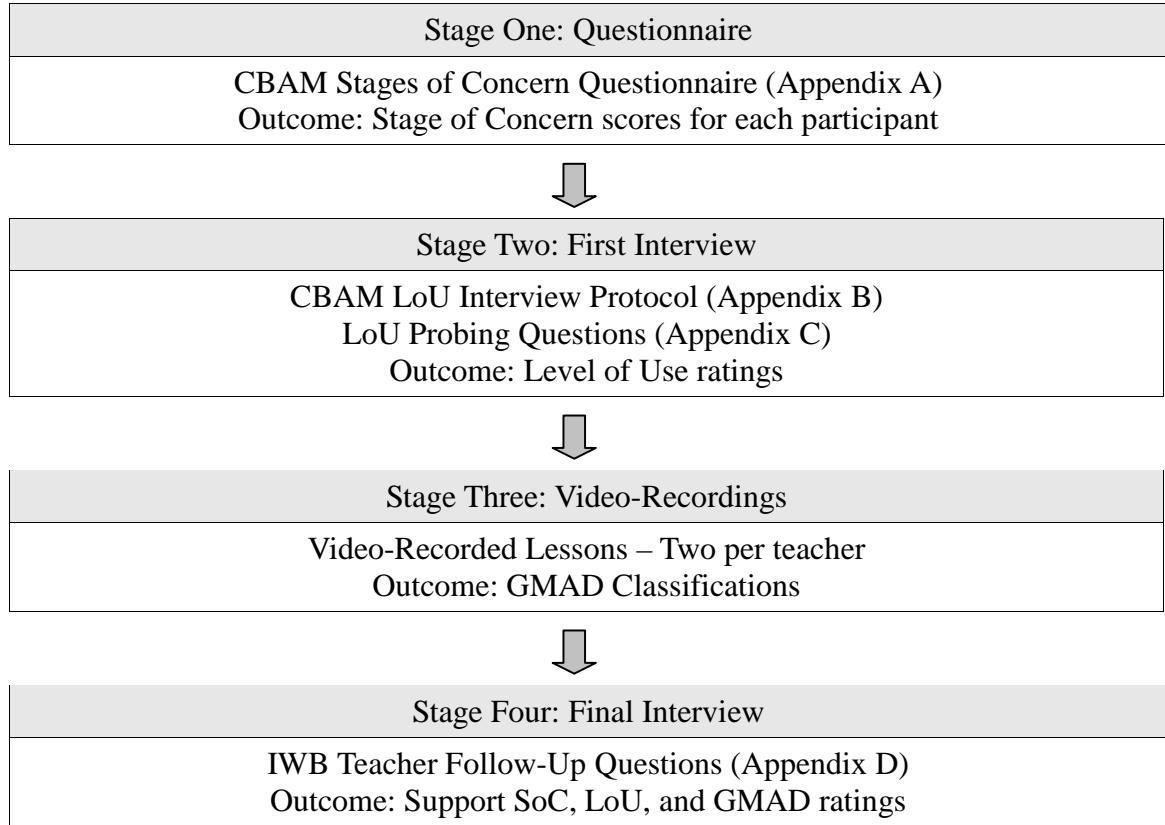 Stage One: Questionnaire
CBAM Stages of Concern Questionnaire (Appendix A)
Outcome: Stage of Concern scores for each participant
Stage Two: First Interview
CBAM LoU Interview Protocol (Appendix B)
LoU Probing Questions (Appendix C)
Outcome: Level of Use ratings
Stage Three: Video-Recordings
Video-Recorded Lessons – Two per teacher
Outcome: GMAD Classifications
Stage Four: Final Interview
IWB Teacher Follow-Up Questions (Appendix D)
Outcome: Support SoC, LoU, and GMAD ratings